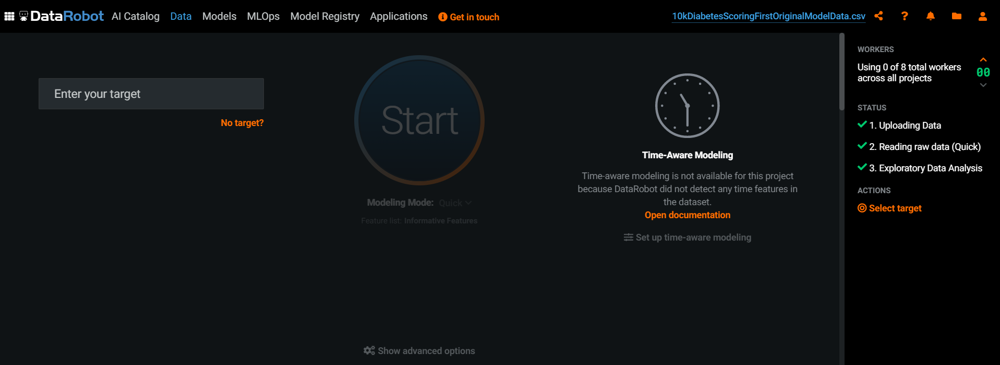 DataRobot AI Catalog Data Models MLOps Model Registry Applications Get in touch 10kDiabetesScoringFirstOriginalModelData.csv
Enter your target
No target?
Start
Modeling Mode: Quick
Feature list: Informative Features
Show advanced options
Time-Aware Modeling
Time-aware modeling is not available for this project
because DataRobot did not detect any time features in
the dataset.
Open documentation
Set up time-aware modeling
WORKERS
Using 0 of 8 total workers
across all projects
00
STATUS
1. Uploading Data
2. Reading raw data (Quick)
3. Exploratory Data Analysis
ACTIONS
Select target